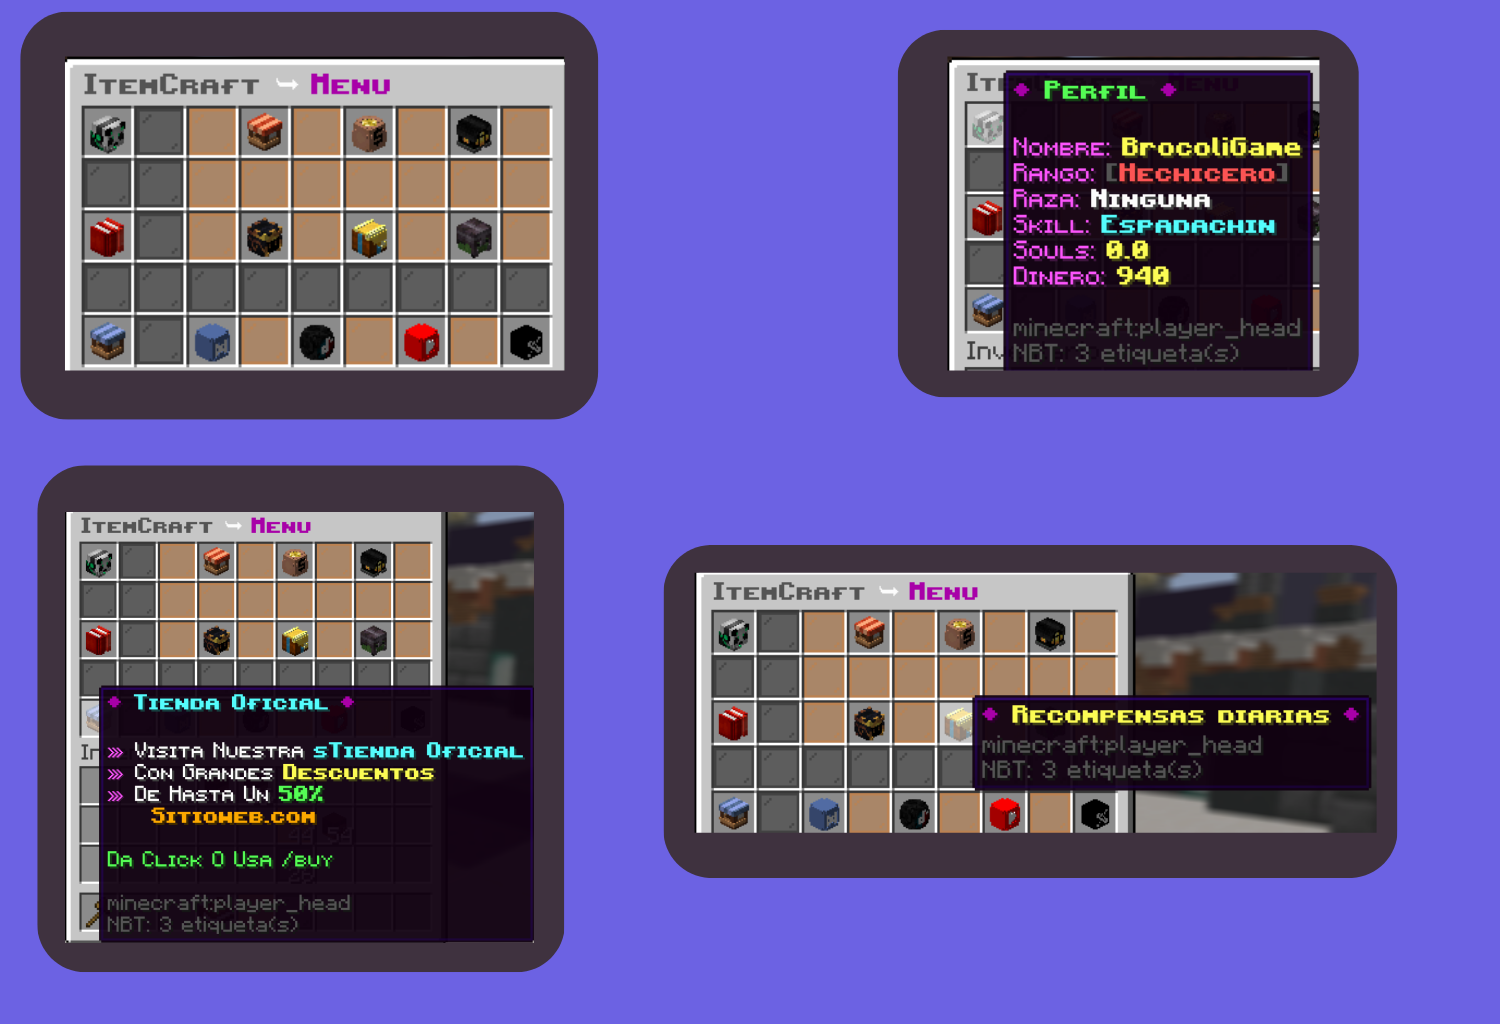 ItemCraft → Menu
It Menu
◆ Perfil ◆
Nombre: BrocoliGame
Rango: [Hechicero]
Raza: Ninguna
Skill: Espadachin
Souls: 0.0
Dinero: 940
minecraft:player_head
NBT: 3 etiqueta(s)
Inv
ItemCraft → Menu
◆ Tienda Oficial ◆
» Visita Nuestra sTienda Oficial
» Con Grandes Descuentos
» De Hasta Un 50%
Sitioweb.com
Da Click O Usa /buy
minecraft:player_head
NBT: 3 etiqueta(s)
In
ItemCraft → Menu
◆ Recompensas diarias ◆
minecraft:player_head
NBT: 3 etiqueta(s)